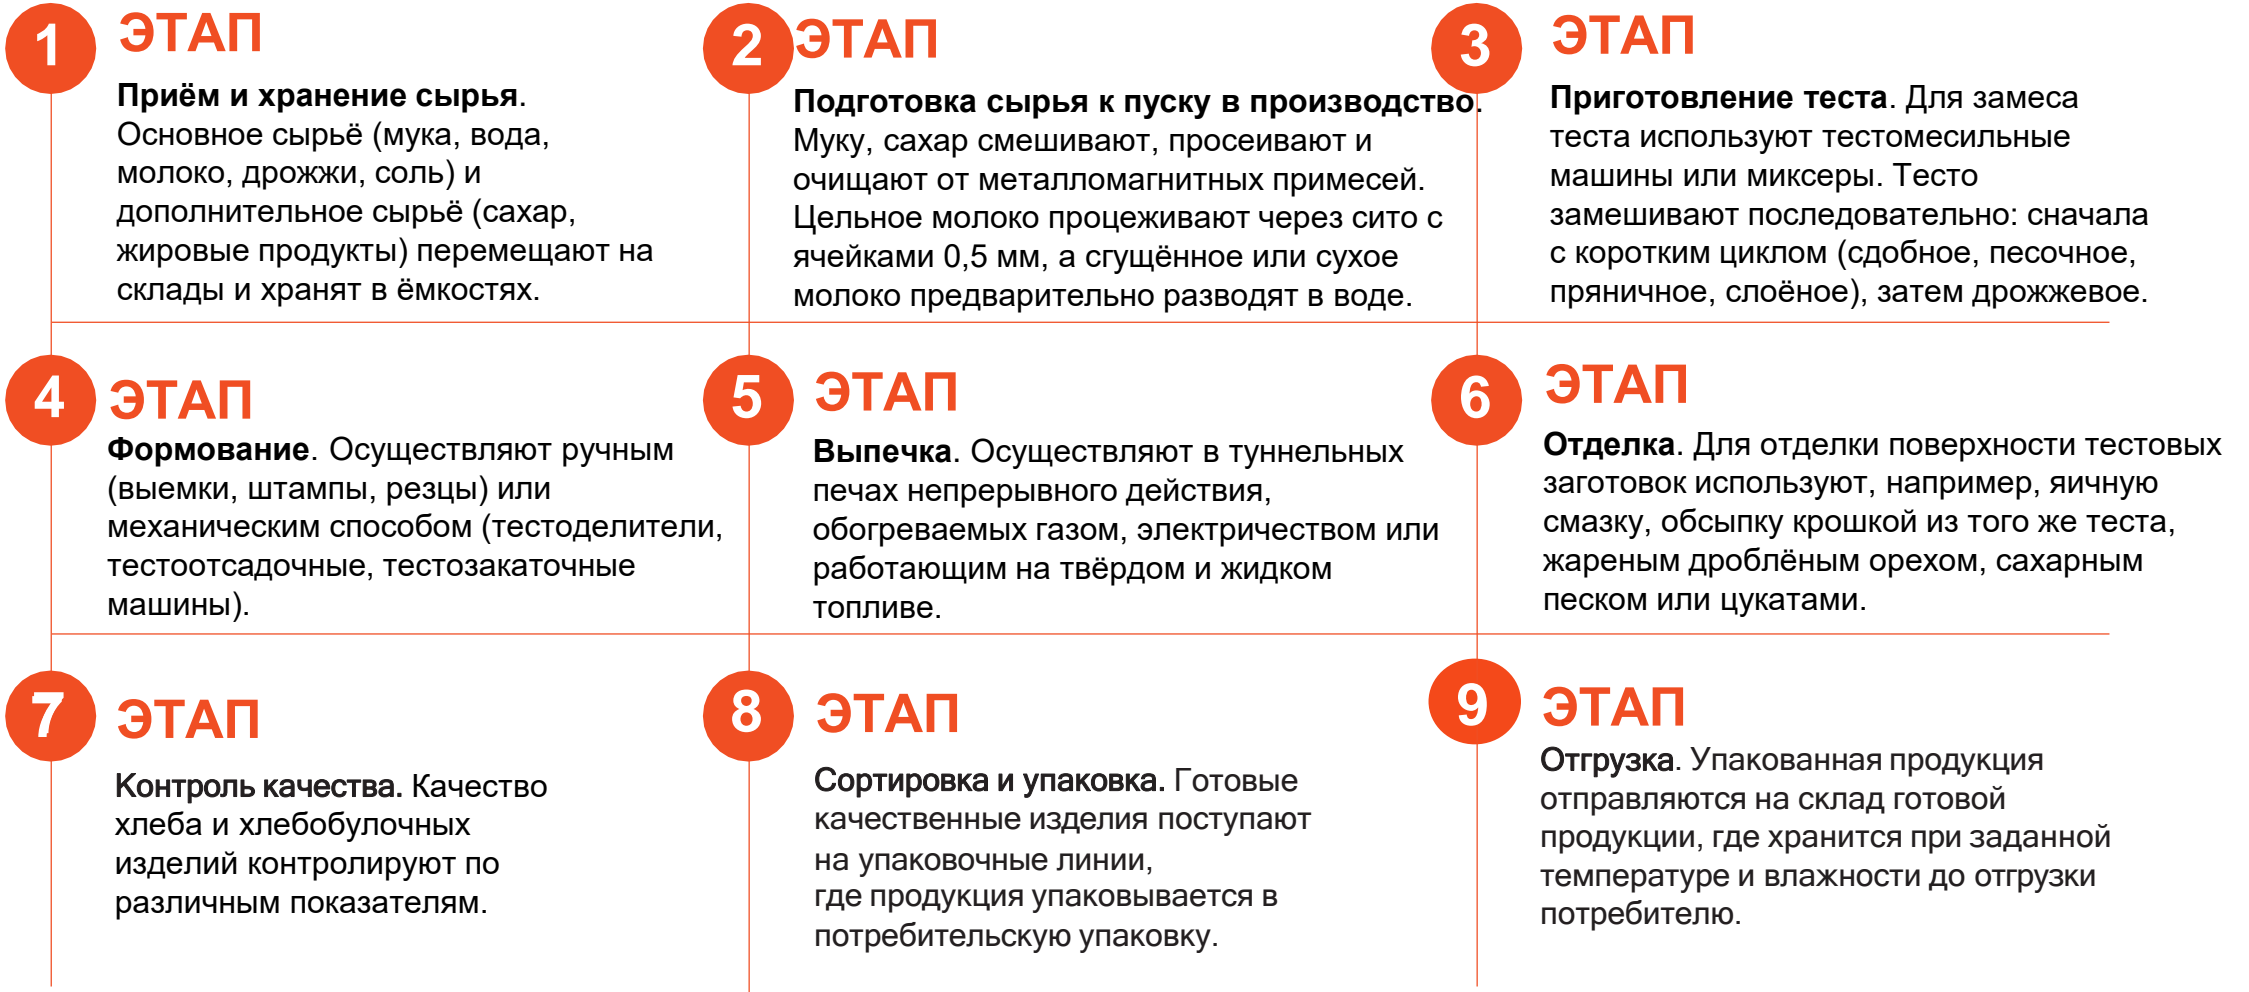 1 ЭТАП
Приём и хранение сырья.
Основное сырьё (мука, вода,
молоко, дрожжи, соль) и
дополнительное сырьё (сахар,
жировые продукты) перемещают на
склады и хранят в ёмкостях.
2 ЭТАП
Подготовка сырья к пуску в производство.
Муку, сахар смешивают, просеивают и
очищают от металломагнитных примесей.
Цельное молоко процеживают через сито с
ячейками 0,5 мм, а сгущённое или сухое
молоко предварительно разводят в воде.
3 ЭТАП
Приготовление теста. Для замеса
теста используют тестомесильные
машины или миксеры. Тесто
замешивают последовательно: сначала
с коротким циклом (сдобное, песочное,
пряничное, слоёное), затем дрожжевое.
4 ЭТАП
Формование. Осуществляют ручным
(выемки, штампы, резцы) или
механическим способом (тестоделители,
тестоотсадочные, тестозакаточные
машины).
5 ЭТАП
Выпечка. Осуществляют в туннельных
печах непрерывного действия,
обогреваемых газом, электричеством или
работающим на твёрдом и жидком
топливе.
6 ЭТАП
Отделка. Для отделки поверхности тестовых
заготовок используют, например, яичную
смазку, обсыпку крошкой из того же теста,
жареным дроблёным орехом, сахарным
песком или цукатами.
7 ЭТАП
Контроль качества. Качество
хлеба и хлебобулочных
изделий контролируют по
различным показателям.
8 ЭТАП
Сортировка и упаковка. Готовые
качественные изделия поступают
на упаковочные линии,
где продукция упаковывается в
потребительскую упаковку.
9 ЭТАП
Отгрузка. Упакованная продукция
отправляются на склад готовой
продукции, где хранится при заданной
температуре и влажности до отгрузки
потребителю.